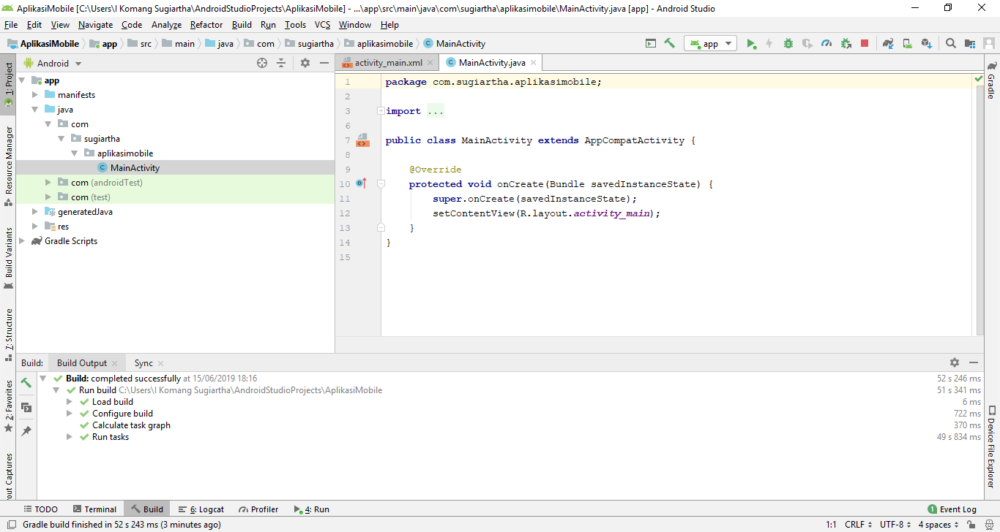 AplikasiMobile [C:\Users\I Komang Sugiartha\AndroidStudioProjects\AplikasiMobile] - ...\app\src\main\java\com\sugiartha\aplikasimobile\MainActivity.java [app] - Android Studio
File Edit View Navigate Code Analyze Refactor Build Run Tools VCS Window Help
AplikasiMobile app src main java com sugiartha aplikasimobile MainActivity app
1: Project
Resource Manager
Build Variants
7: Structure
2: Favorites
out Captures
Android
app
manifests
java
com
sugiartha
aplikasimobile
MainActivity
com (androidTest)
com (test)
generatedJava
res
Gradle Scripts
activity_main.xml MainActivity.java
1 package com.sugiartha.aplikasimobile;
2
3 import ...
6
7 public class MainActivity extends AppCompatActivity {
8
9 @Override
10 protected void onCreate(Bundle savedInstanceState) {
11 super.onCreate(savedInstanceState);
12 setContentView(R.layout.activity_main);
13 }
14 }
15
Gradle
Device File Explorer
Build: Build Output Sync
Build: completed successfully at 15/06/2019 18:16 52 s 246 ms
Run build C:\Users\I Komang Sugiartha\AndroidStudioProjects\AplikasiMobile 51 s 341 ms
Load build 6 ms
Configure build 722 ms
Calculate task graph 370 ms
Run tasks 49 s 834 ms
TODO Terminal Build 6: Logcat Profiler 4: Run 1 Event Log
Gradle build finished in 52 s 243 ms (3 minutes ago) 1:1 CRLF UTF-8 4 spaces